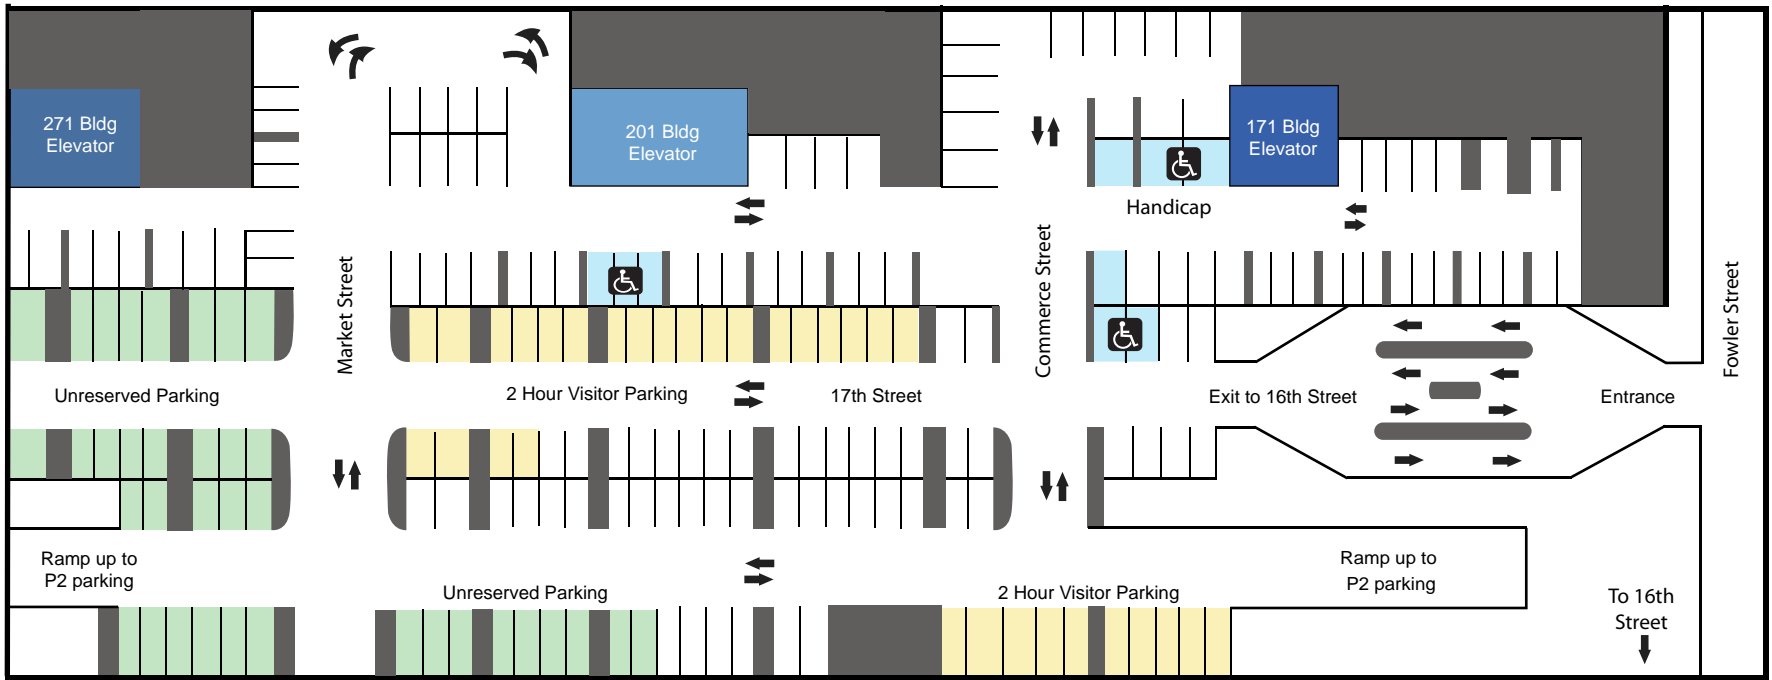 271 Bldg
Elevator
201 Bldg
Elevator
171 Bldg
Elevator
Handicap
Market Street
Commerce Street
Fowler Street
Unreserved Parking
2 Hour Visitor Parking
17th Street
Exit to 16th Street
Entrance
Ramp up to
P2 parking
Unreserved Parking
2 Hour Visitor Parking
Ramp up to
P2 parking
To 16th
Street